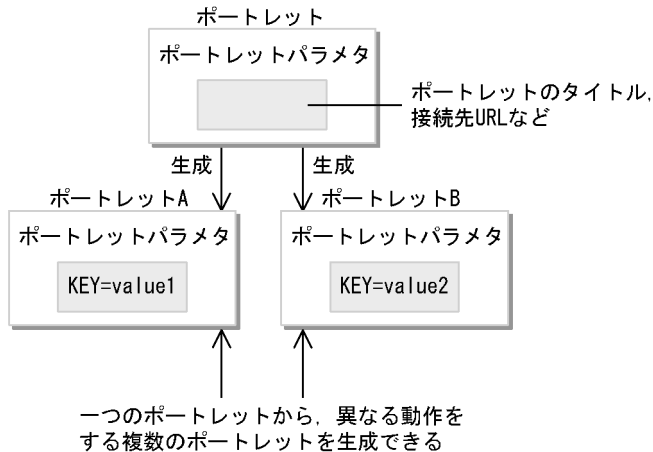 ポートレット
ポートレットパラメタ
ポートレットのタイトル,
接続先URLなど
生成
生成
ポートレットA
ポートレットB
ポートレットパラメタ
ポートレットパラメタ
KEY=value1
KEY=value2
一つのポートレットから, 異なる動作を
する複数のポートレットを生成できる